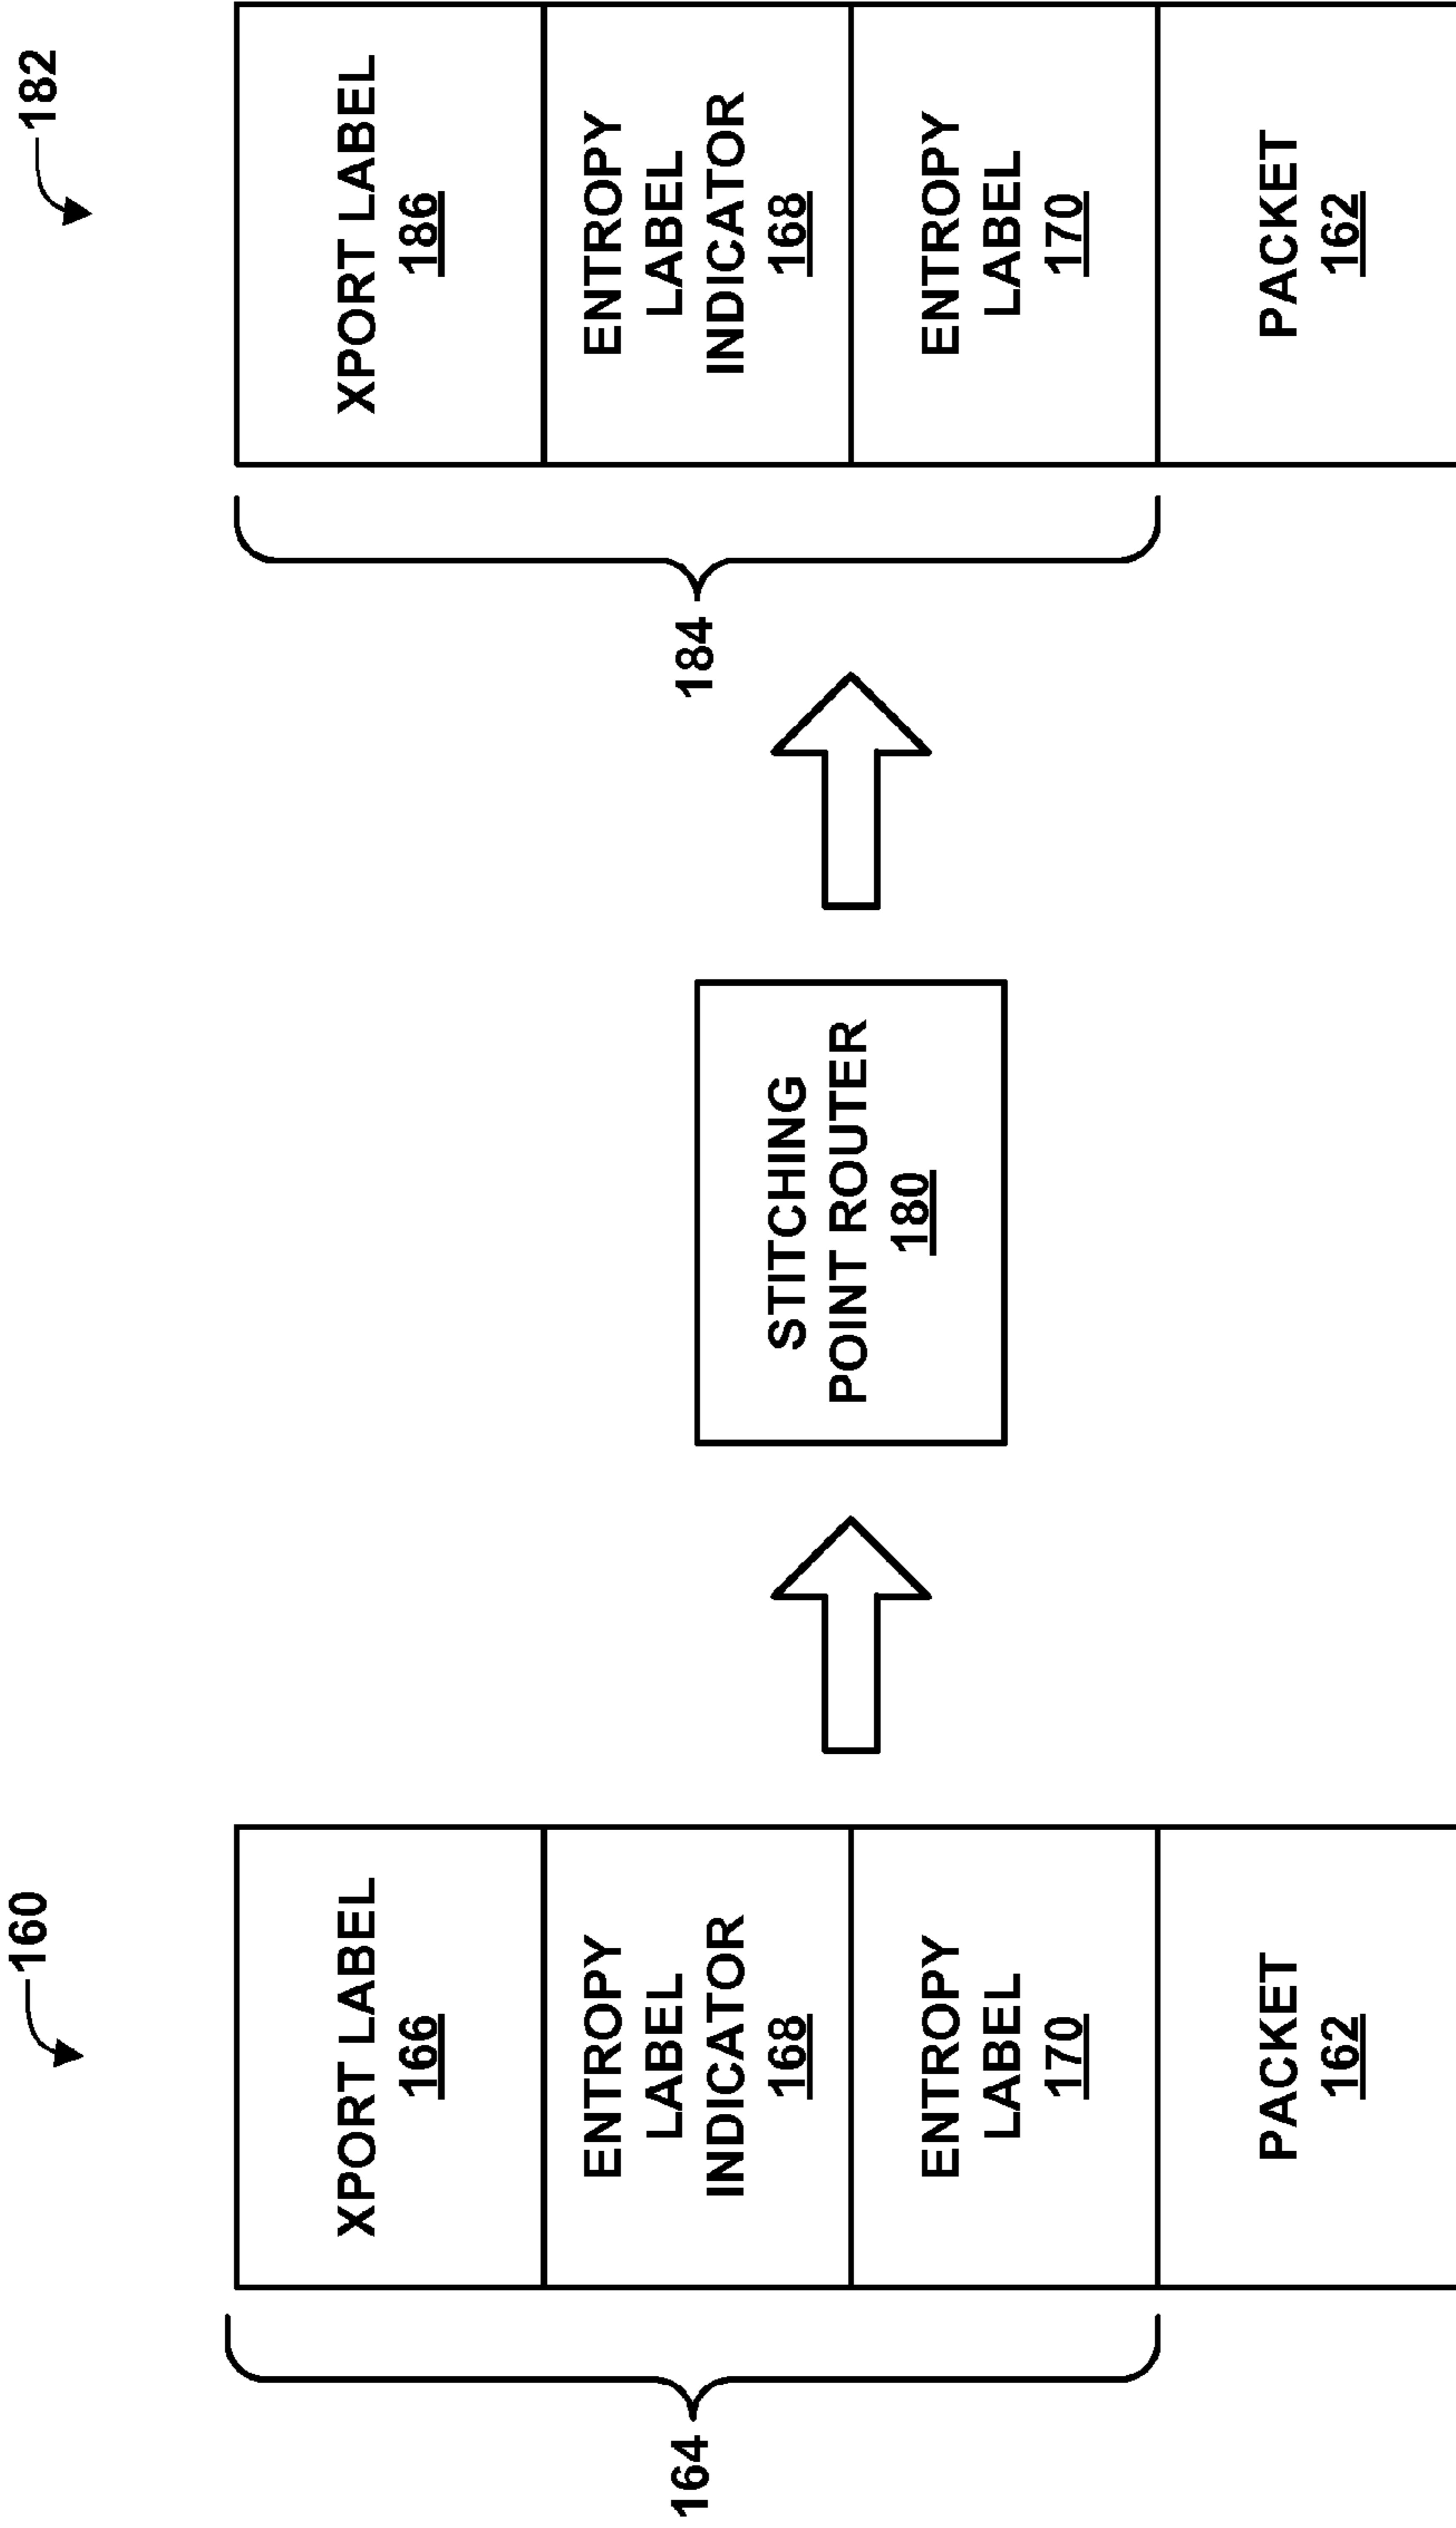 160
164
XPORT LABEL
166
ENTROPY
LABEL
INDICATOR
168
ENTROPY
LABEL
170
PACKET
162
STITCHING
POINT ROUTER
180
182
184
XPORT LABEL
186
ENTROPY
LABEL
INDICATOR
168
ENTROPY
LABEL
170
PACKET
162